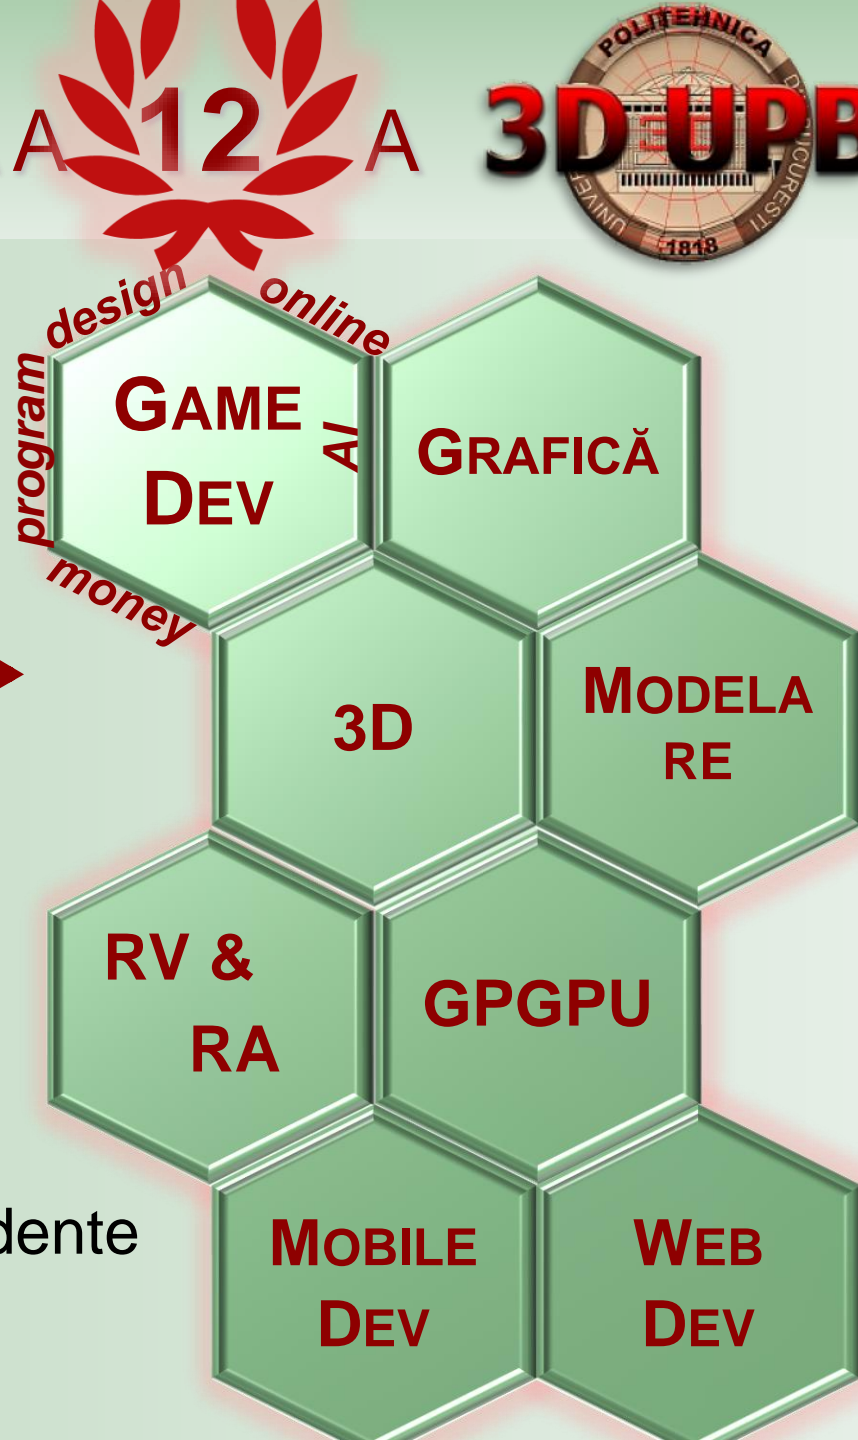 A 12 A
POLITEHNICA
3D UPB
1818
design
online
program
GAME
DEV
AI
money
GRAFICĂ
3D
MODELA
RE
RV &
RA
GPGPU
dente
MOBILE
DEV
WEB
DEV